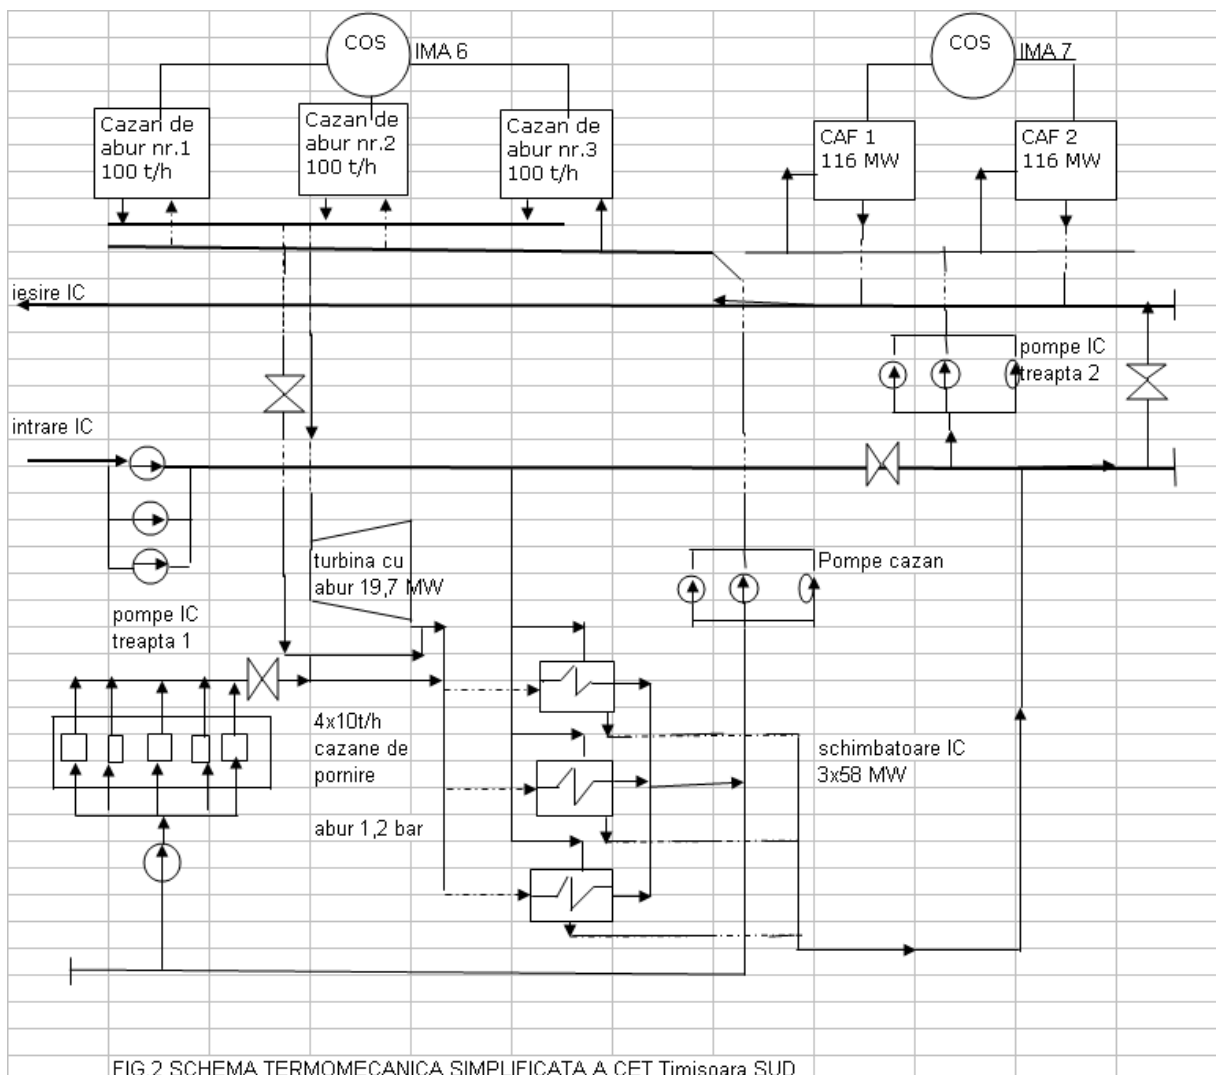 COS
IMA 6
COS
IMA 7
Cazan de
abur nr.1
100 t/h
Cazan de
abur nr.2
100 t/h
Cazan de
abur nr.3
100 t/h
CAF 1
116 MW
CAF 2
116 MW
iesire IC
pompe IC
treapta 2
intrare IC
turbina cu
abur 19,7 MW
Pompe cazan
pompe IC
treapta 1
4x10t/h
cazane de
pornire
schimbatoare IC
3x58 MW
abur 1,2 bar
FIG.2 SCHEMA TERMOMECANICA SIMPLIFICATA A CET Timisoara SUD